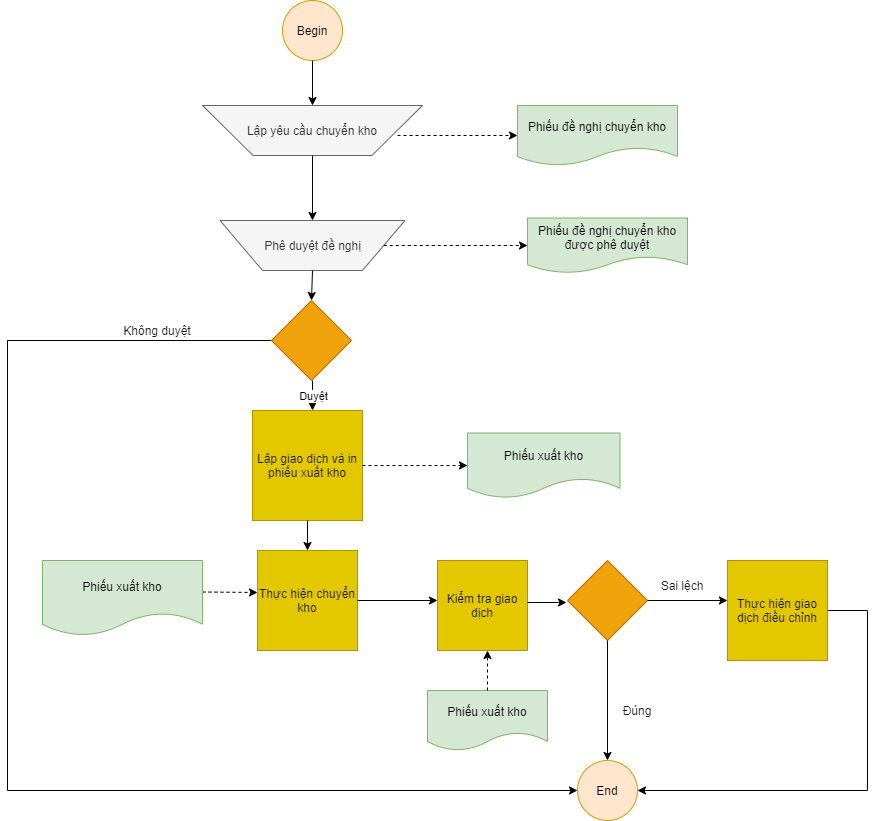 Begin
Lập yêu cầu chuyển kho
Phiếu đề nghị chuyển kho
Phê duyệt đề nghị
Phiếu đề nghị chuyển kho
được phê duyệt
Không duyệt
Duyệt
Lập giao dịch và in
phiếu xuất kho
Phiếu xuất kho
Phiếu xuất kho
Thực hiện chuyển
kho
Kiểm tra giao
dịch
Sai lệch
Thực hiện giao
dịch điều chỉnh
Phiếu xuất kho
Đúng
End